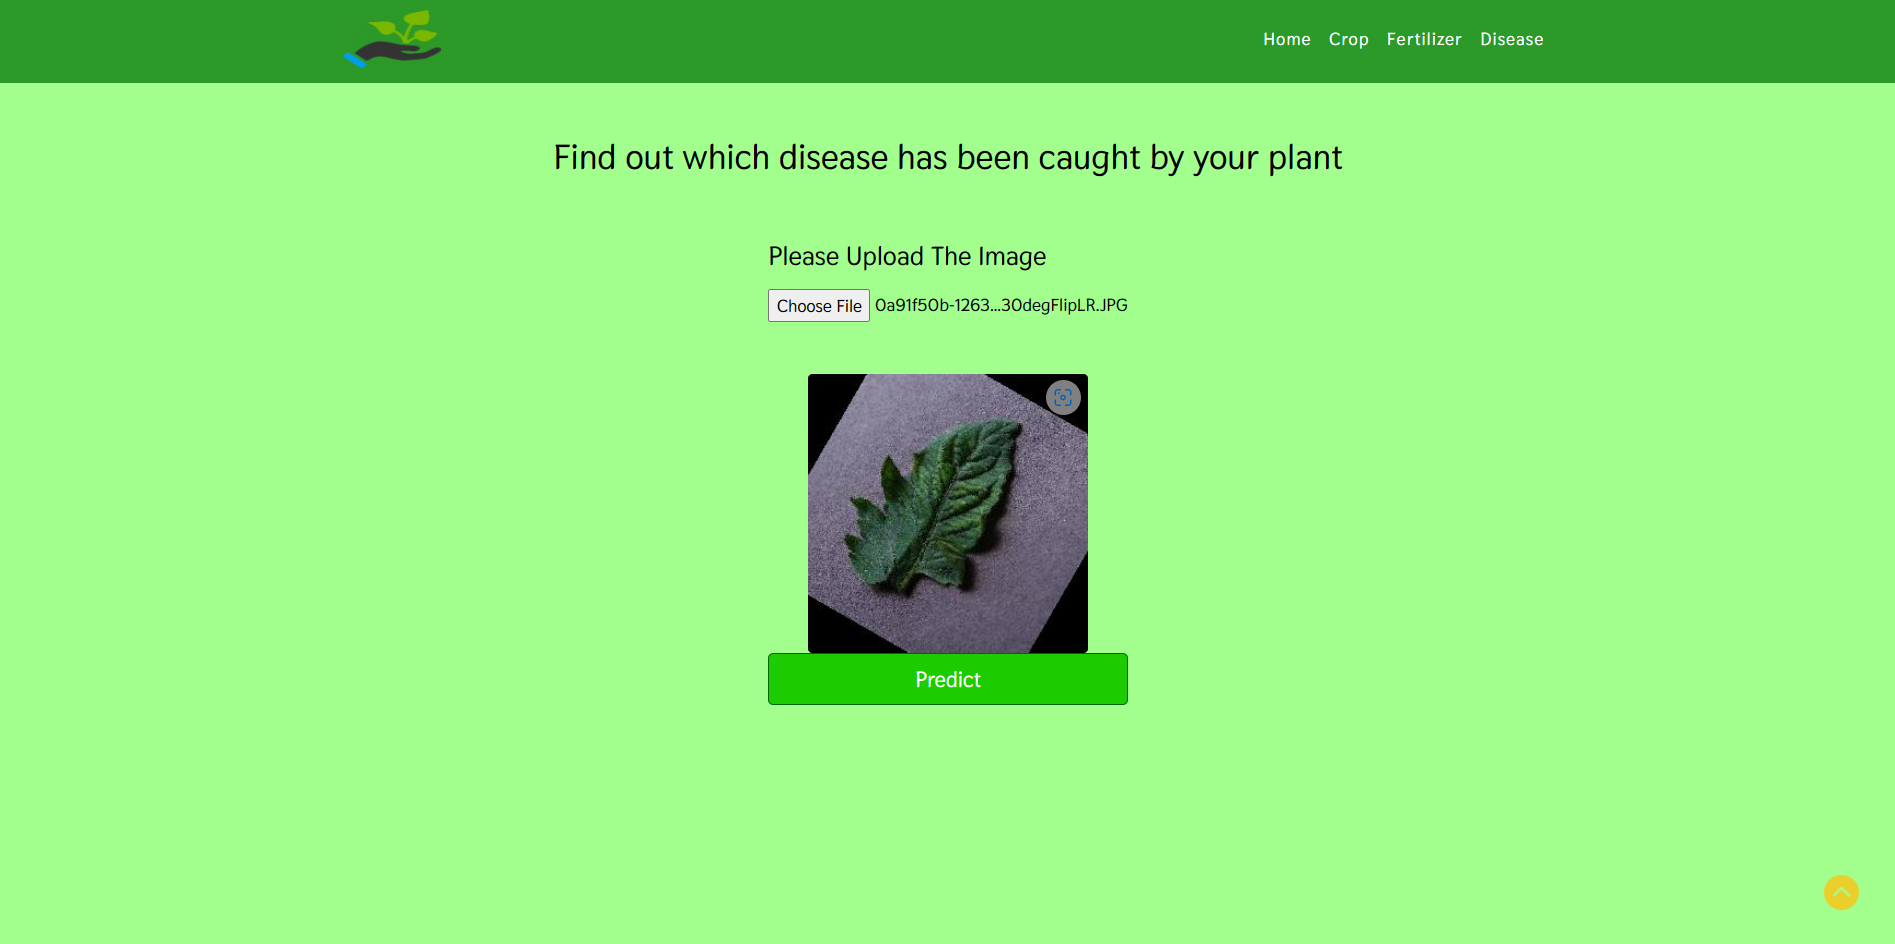 Home Crop Fertilizer Disease
Find out which disease has been caught by your plant
Please Upload The Image
Choose File 0a91f50b-1263...30degFlipLR.JPG
Predict